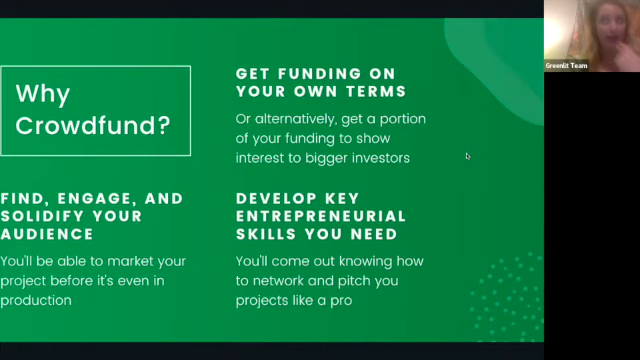 Why
Crowdfund?
GET FUNDING ON
YOUR OWN TERMS
Or alternatively, get a portion
of your funding to show
interest to bigger investors
FIND, ENGAGE, AND
SOLIDIFY YOUR
AUDIENCE
You'll be able to market your
project before it's even in
production
DEVELOP KEY
ENTREPRENEURIAL
SKILLS YOU NEED
You'll come out knowing how
to network and pitch you
projects like a pro
Greenlit Team